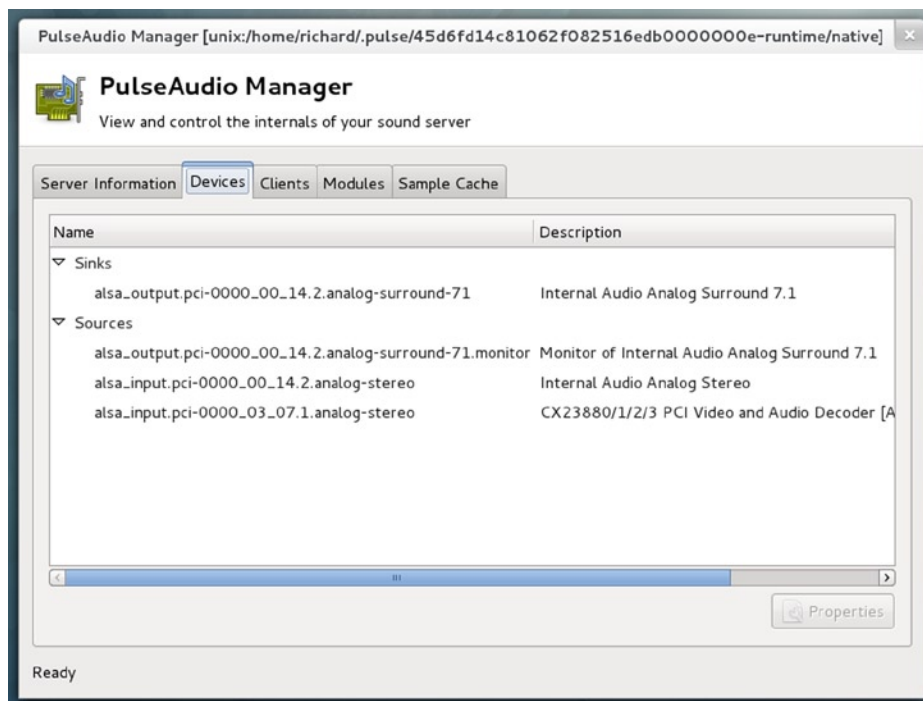 PulseAudio Manager [unix:/home/richard/.pulse/45d6fd14c81062f082516edb0000000e-runtime/native]
PulseAudio Manager
View and control the internals of your sound server
Server Information Devices Clients Modules Sample Cache
Name Description
Sinks
alsa_output.pci-0000_00_14.2.analog-surround-71 Internal Audio Analog Surround 7.1
Sources
alsa_output.pci-0000_00_14.2.analog-surround-71.monitor Monitor of Internal Audio Analog Surround 7.1
alsa_input.pci-0000_00_14.2.analog-stereo Internal Audio Analog Stereo
alsa_input.pci-0000_03_07.1.analog-stereo CX23880/1/2/3 PCI Video and Audio Decoder [A
Properties
Ready